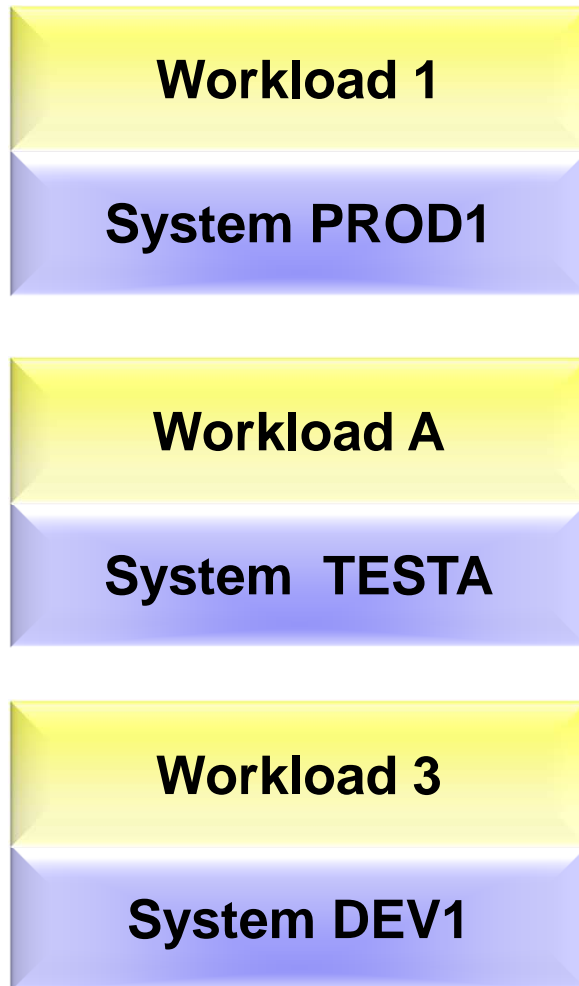 Workload 1
System PROD1
Workload A
System  TESTA
Workload 3
System DEV1